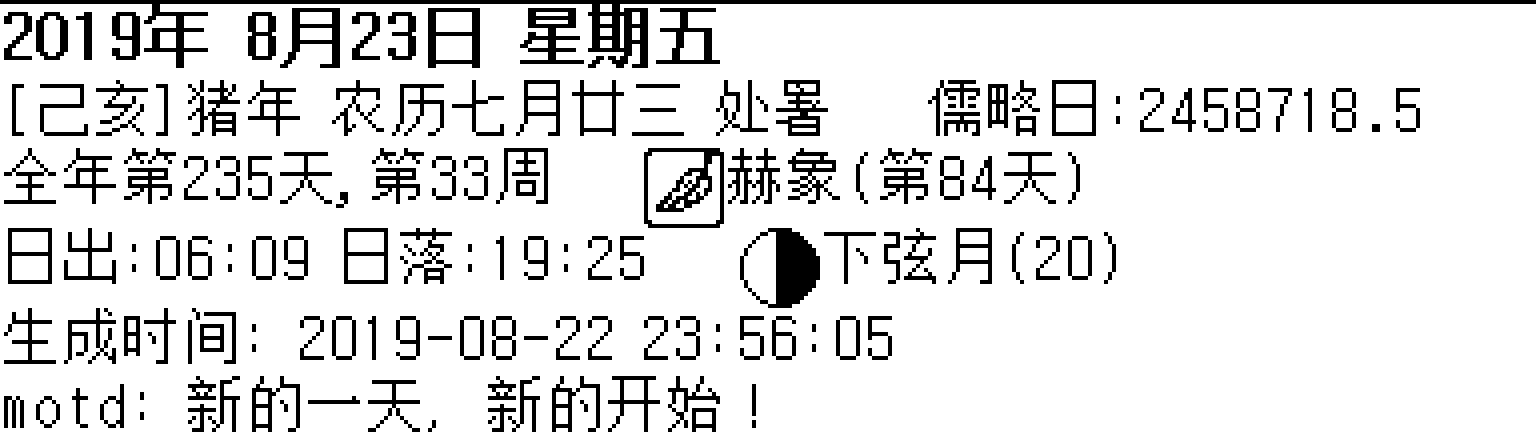 2019年 8月23日 星期五
[己亥]猪年 农历七月廿三 处暑 儒略日:2458718.5
全年第235天,第33周 赫象(第84天)
日出:06:09 日落:19:25 下弦月(20)
生成时间: 2019-08-22 23:56:05
motd: 新的一天, 新的开始!